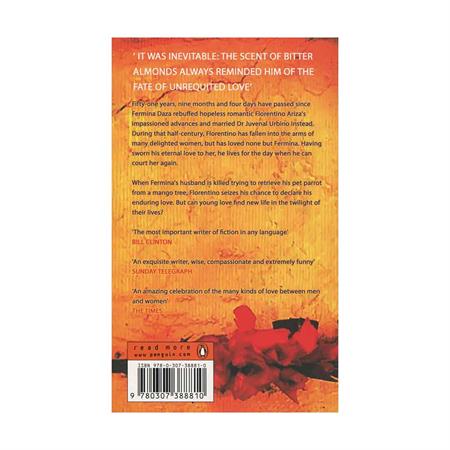 ‘ IT WAS INEVITABLE: THE SCENT OF BITTER
ALMONDS ALWAYS REMINDED HIM OF THE
FATE OF UNREQUITED LOVE’
Fifty-one years, nine months and four days have passed since
Fermina Daza rebuffed hopeless romantic Florentino Ariza's
impassioned advances and married Dr Juvenal Urbino instead.
During that half-century, Florentino has fallen into the arms of
many delighted women, but has loved none but Fermina. Having
sworn his eternal love to her, he lives for the day when he can
court her again.
When Fermina's husband is killed trying to retrieve his pet parrot
from a mango tree, Florentino seizes his chance to declare his
enduring love. But can young love find new life in the twilight of
their lives?
‘The most important writer of fiction in any language’
BILL CLINTON
‘An exquisite writer, wise, compassionate and extremely funny’
SUNDAY TELEGRAPH
‘An amazing celebration of the many kinds of love between men
and women’
THE TIMES
read more
www.penguin.com
ISBN 978-0-307-38881-0
9 780307 388810